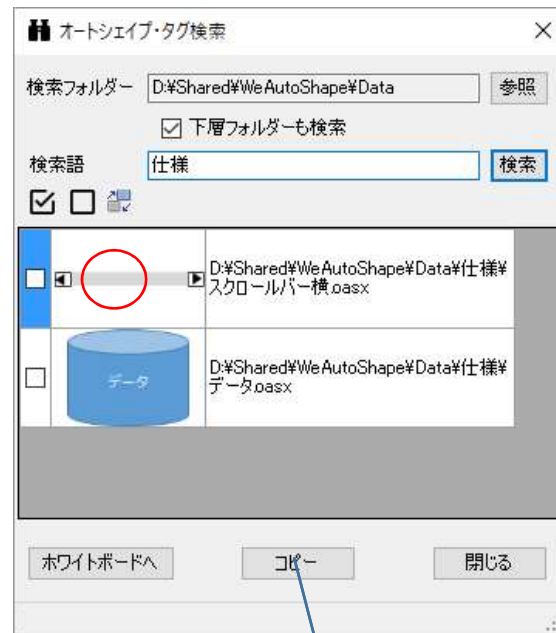 オートシェイプ・タグ検索
検索フォルダー D:¥Shared¥WeAutoShape¥Data 参照
下層フォルダーも検索
検索語 仕様 検索
D:¥Shared¥WeAutoShape¥Data¥仕様¥
スクロールバー横.oasx
データ
D:¥Shared¥WeAutoShape¥Data¥仕様¥
データ.oasx
ホワイトボードへ コピー 閉じる